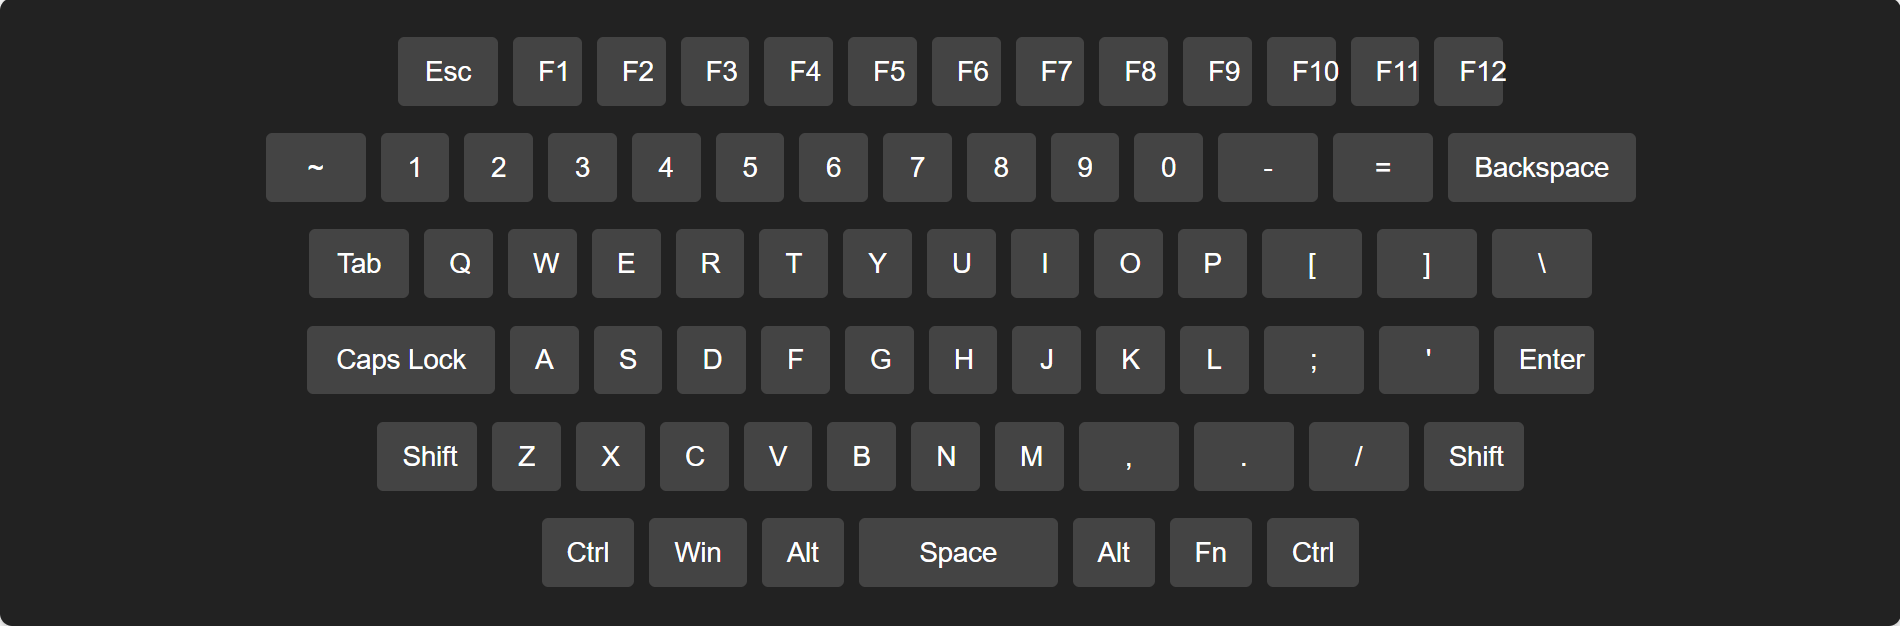 Esc F1 F2 F3 F4 F5 F6 F7 F8 F9 F10 F11 F12
~ 1 2 3 4 5 6 7 8 9 0 - = Backspace
Tab Q W E R T Y U I O P [ ] \
Caps Lock A S D F G H J K L ; ' Enter
Shift Z X C V B N M , . / Shift
Ctrl Win Alt Space Alt Fn Ctrl